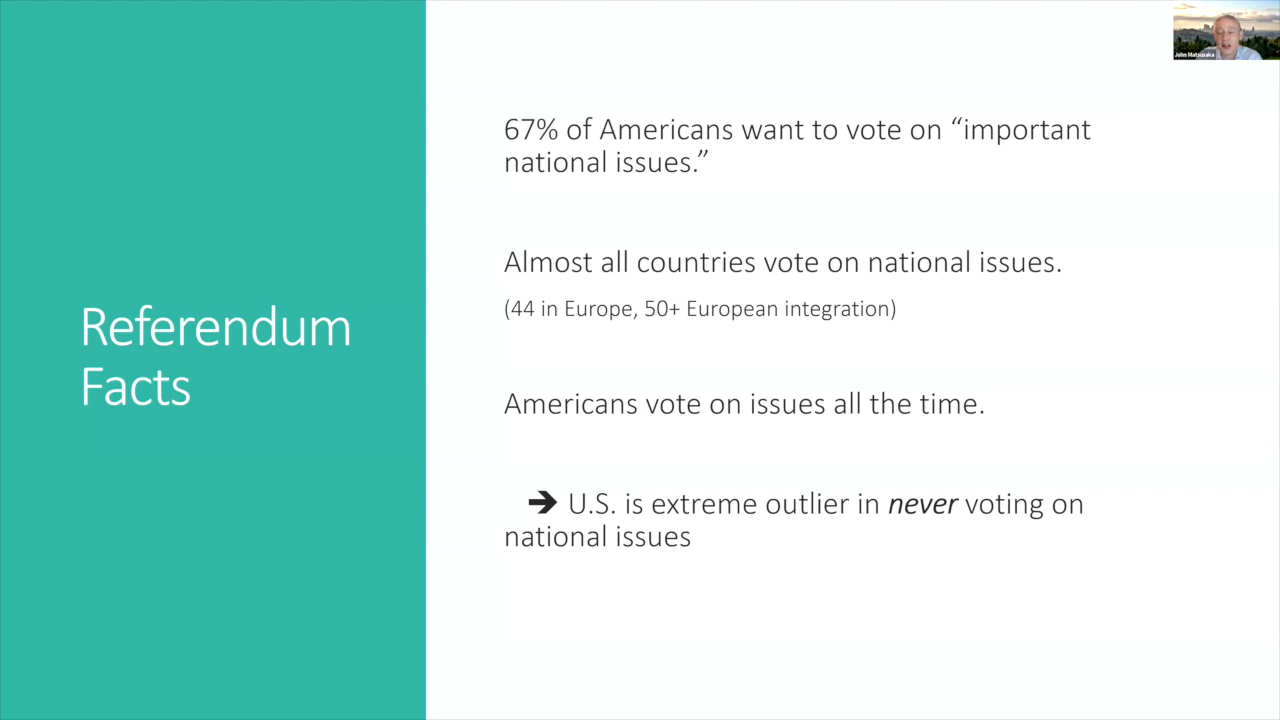 John Matsusaka
Referendum
Facts
67% of Americans want to vote on “important
national issues.”
Almost all countries vote on national issues.
(44 in Europe, 50+ European integration)
Americans vote on issues all the time.
➔ U.S. is extreme outlier in never voting on
national issues